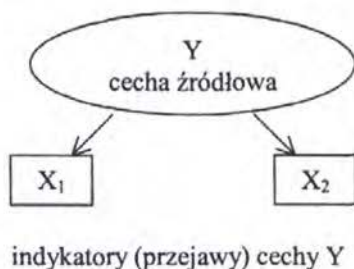 Y
cecha źródłowa
X₁ X₂
indykatory (przejawy) cechy Y